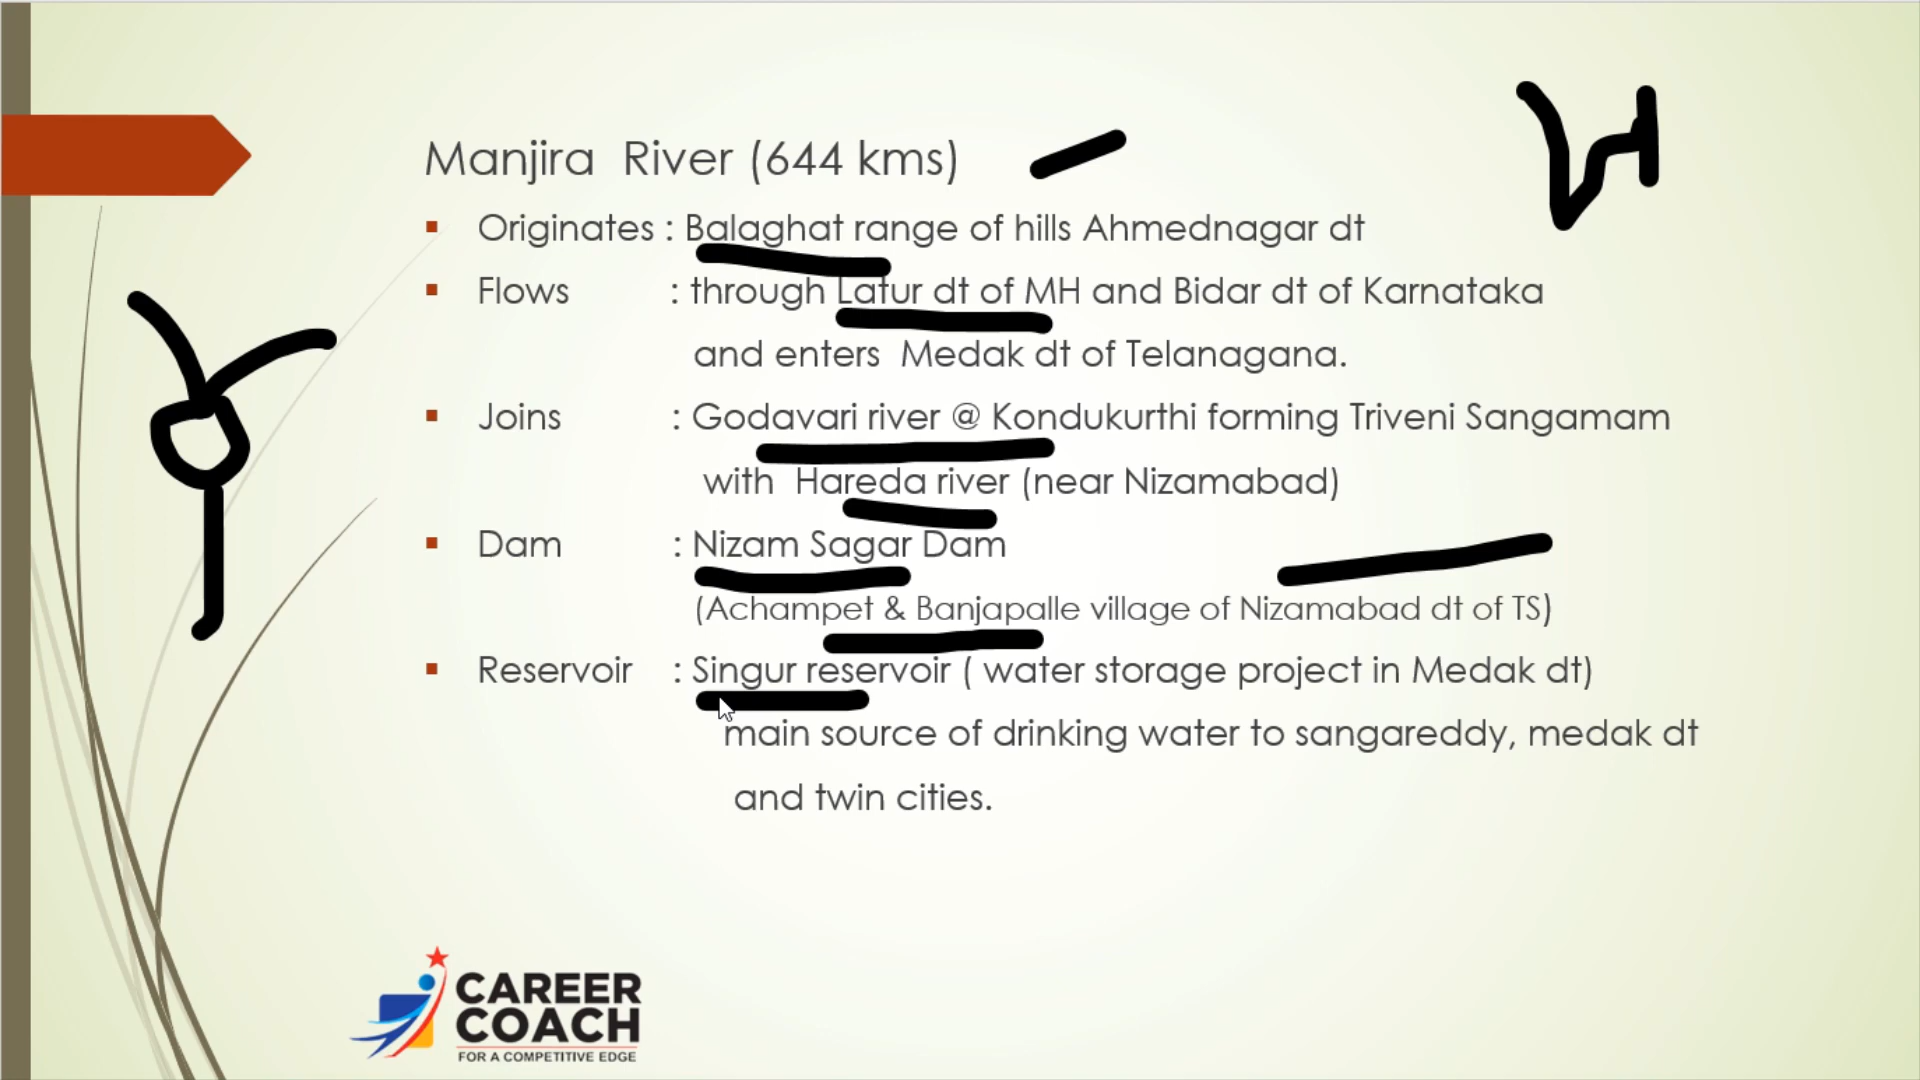 Manjira River (644 kms)
▪ Originates : Balaghat range of hills Ahmednagar dt
▪ Flows : through Latur dt of MH and Bidar dt of Karnataka
and enters Medak dt of Telanagana.
▪ Joins : Godavari river @ Kondukurthi forming Triveni Sangamam
with Hareda river (near Nizamabad)
▪ Dam : Nizam Sagar Dam
(Achampet & Banjapalle village of Nizamabad dt of TS)
▪ Reservoir : Singur reservoir ( water storage project in Medak dt)
main source of drinking water to sangareddy, medak dt
and twin cities.
CAREER
COACH
FOR A COMPETITIVE EDGE